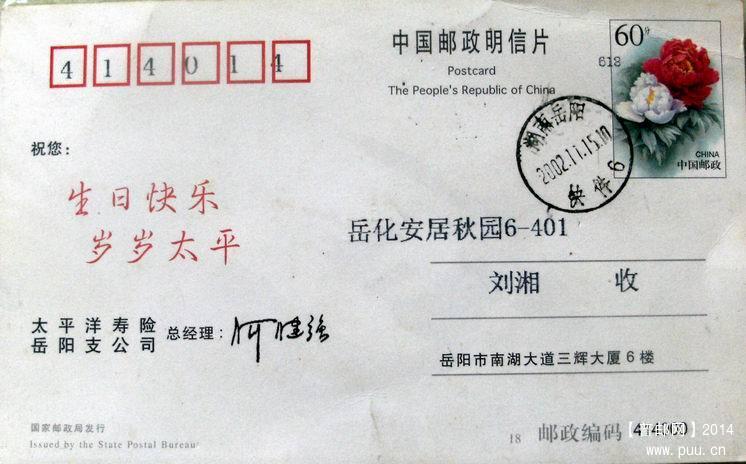 414014
中国邮政明信片
Postcard
The People's Republic of China
60分
618
CHINA
中国邮政
湖南岳阳
2002.11.15.10
快件6
祝您：
生日快乐
岁岁太平
岳化安居秋园6-401
刘湘 收
太平洋寿险
岳阳支公司
总经理：
岳阳市南湖大道三辉大厦6楼
国家邮政局发行
Issued by the State Postal Bureau
18 邮政编码
2014
www.puu.cn